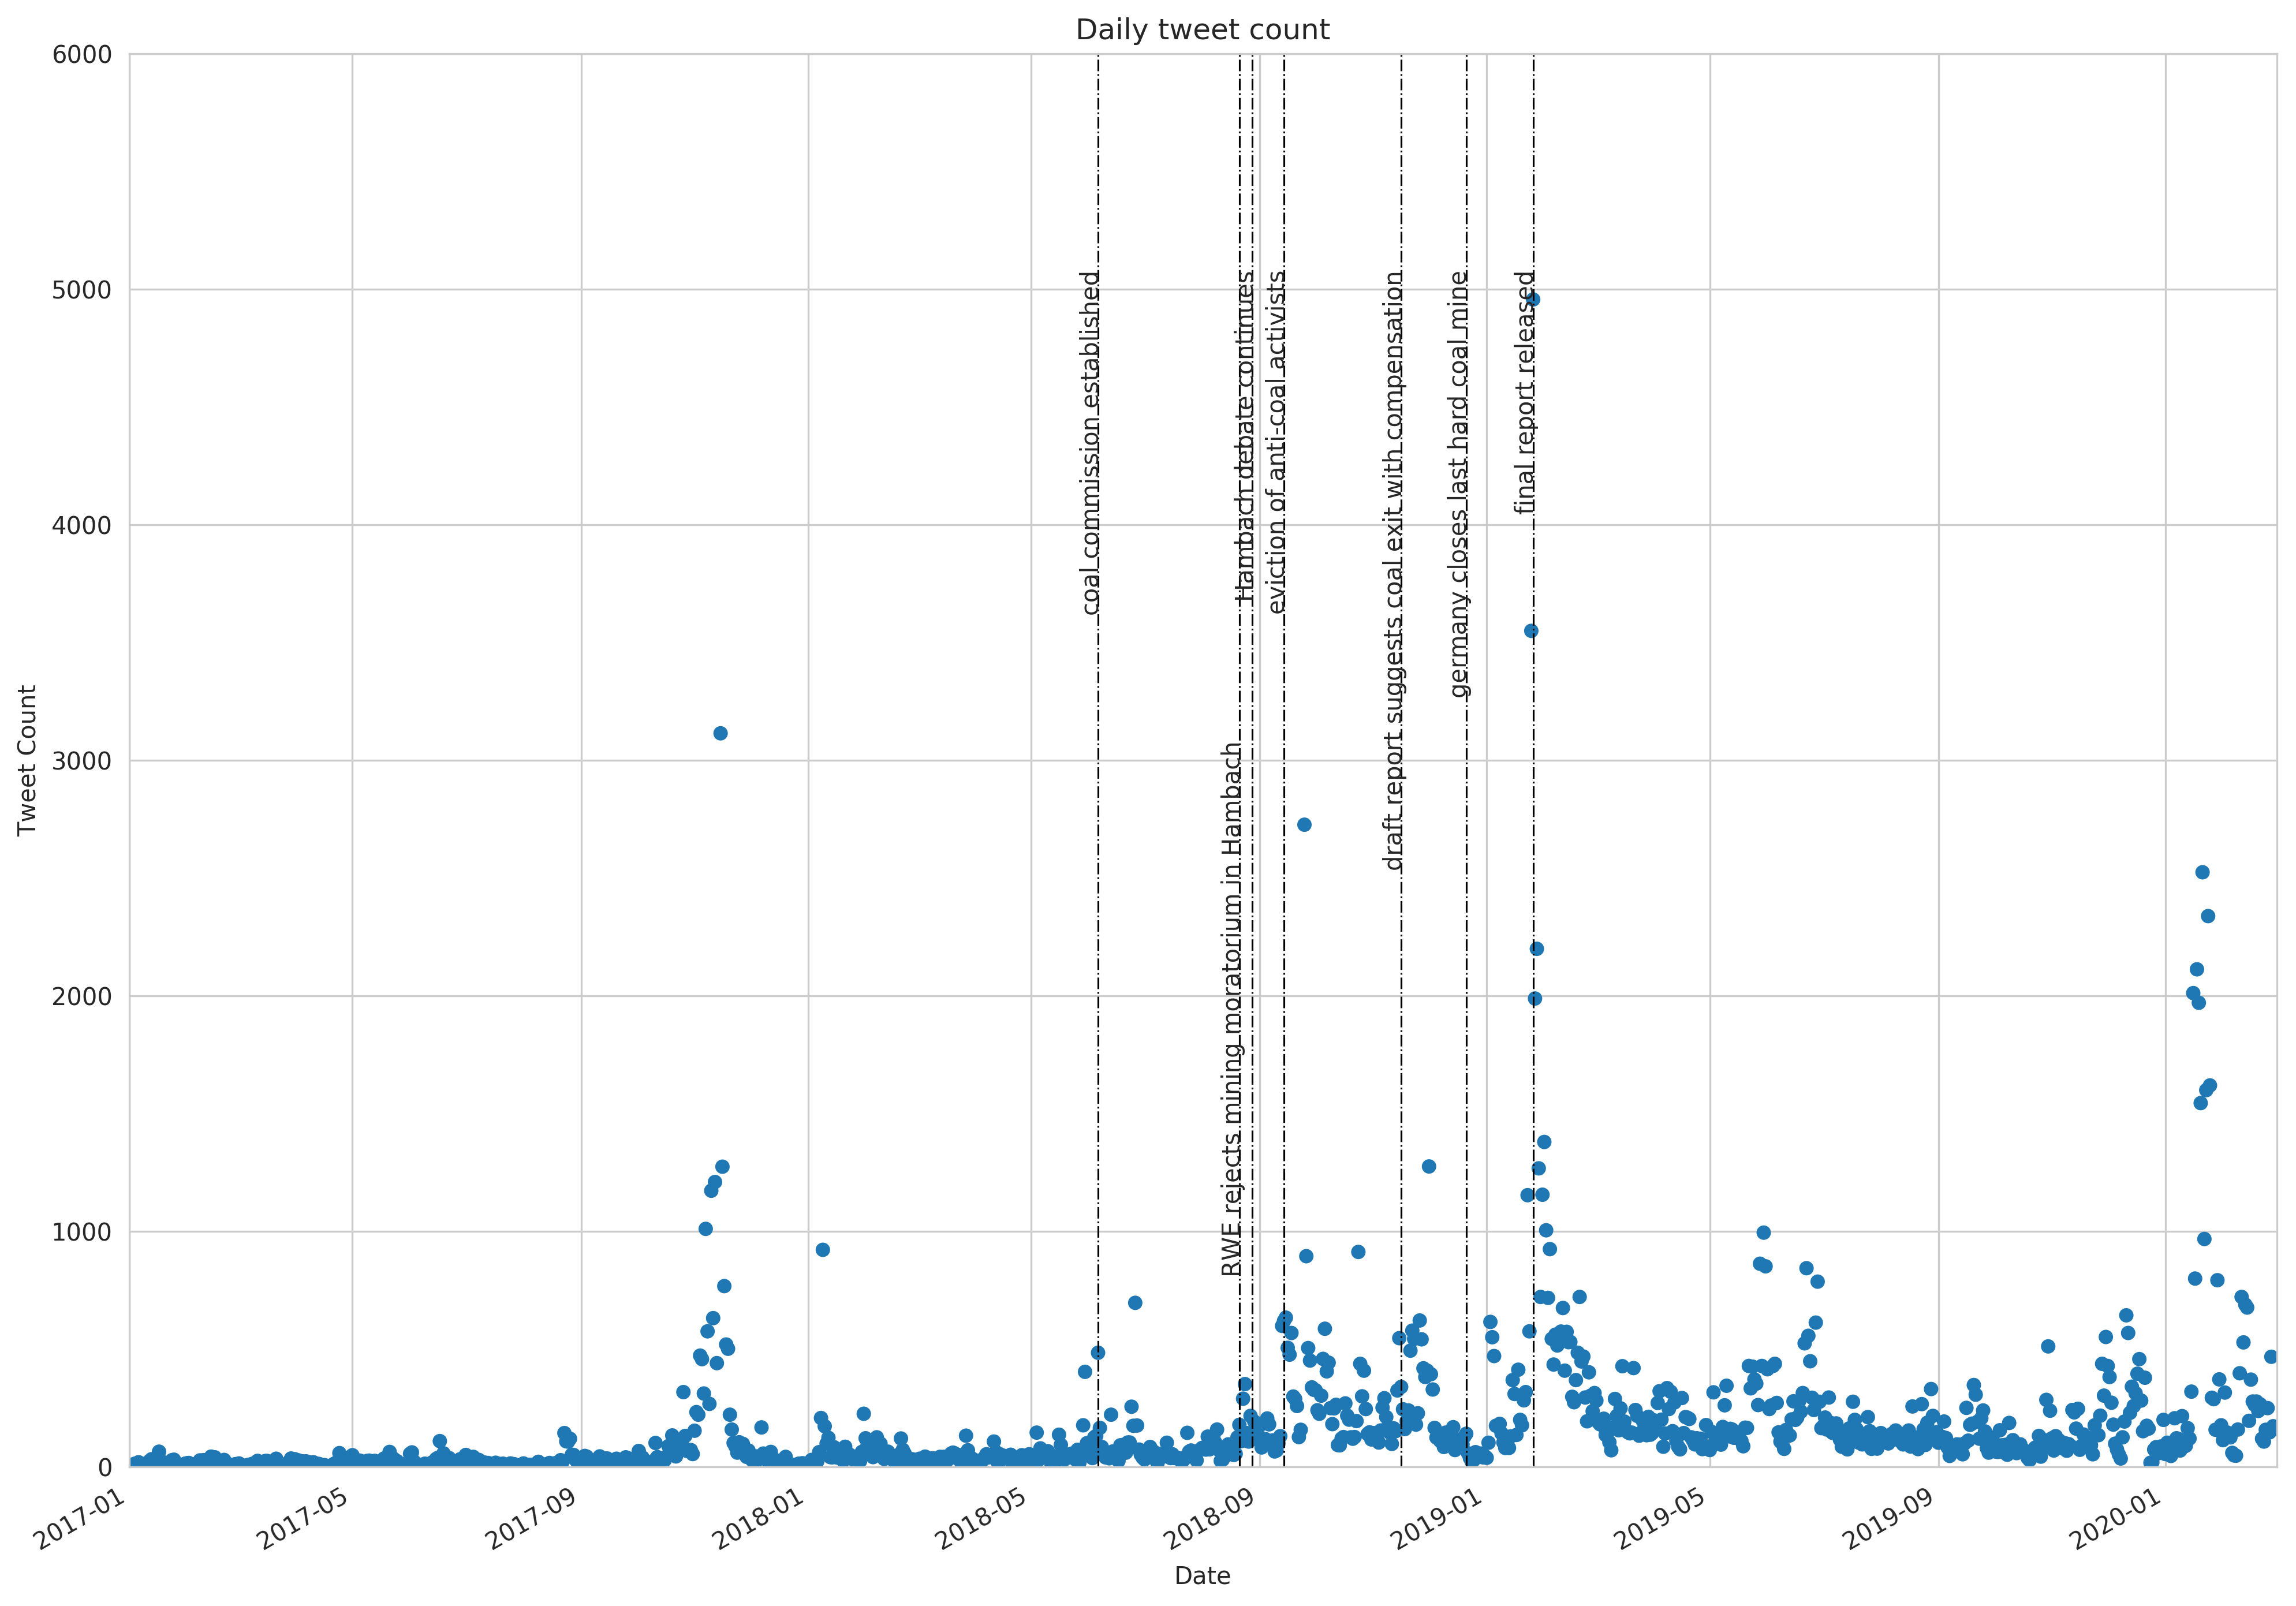 Daily tweet count
6000
5000
4000
3000
2000
1000
0
Tweet Count
coal commission established
RWE rejects mining moratorium in Hambach
Hambach debate continues
eviction of anti-coal activists
draft report suggests coal exit with compensation
germany closes last hard coal mine
final report released
2017-01
2017-05
2017-09
2018-01
2018-05
2018-09
2019-01
2019-05
2019-09
2020-01
Date